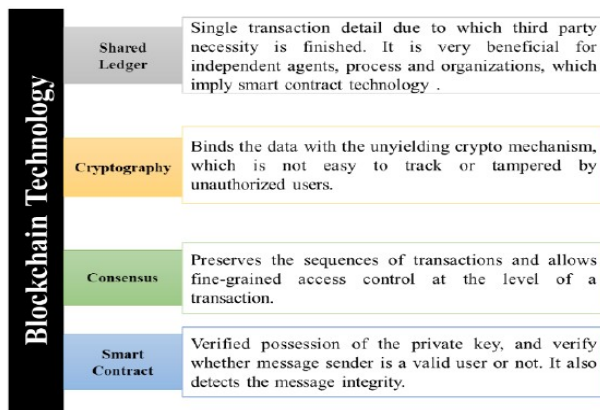 Blockchain Technology
Shared
Ledger
Single transaction detail due to which third party
necessity is finished. It is very beneficial for
independent agents, process and organizations, which
imply smart contract technology .
Cryptography
Binds the data with the unyielding crypto mechanism,
which is not easy to track or tampered by
unauthorized users.
Consensus
Preserves the sequences of transactions and allows
fine-grained access control at the level of a
transaction.
Smart
Contract
Verified possession of the private key, and verify
whether message sender is a valid user or not. It also
detects the message integrity.